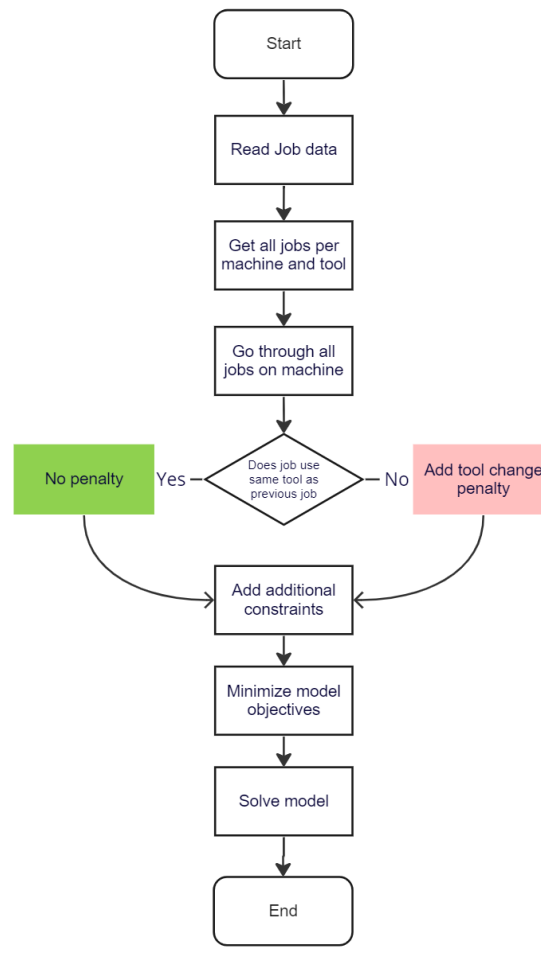 Start
Read Job data
Get all jobs per
machine and tool
Go through all
jobs on machine
Does job use
same tool as
previous job
Yes
No penalty
No
Add tool change
penalty
Add additional
constraints
Minimize model
objectives
Solve model
End